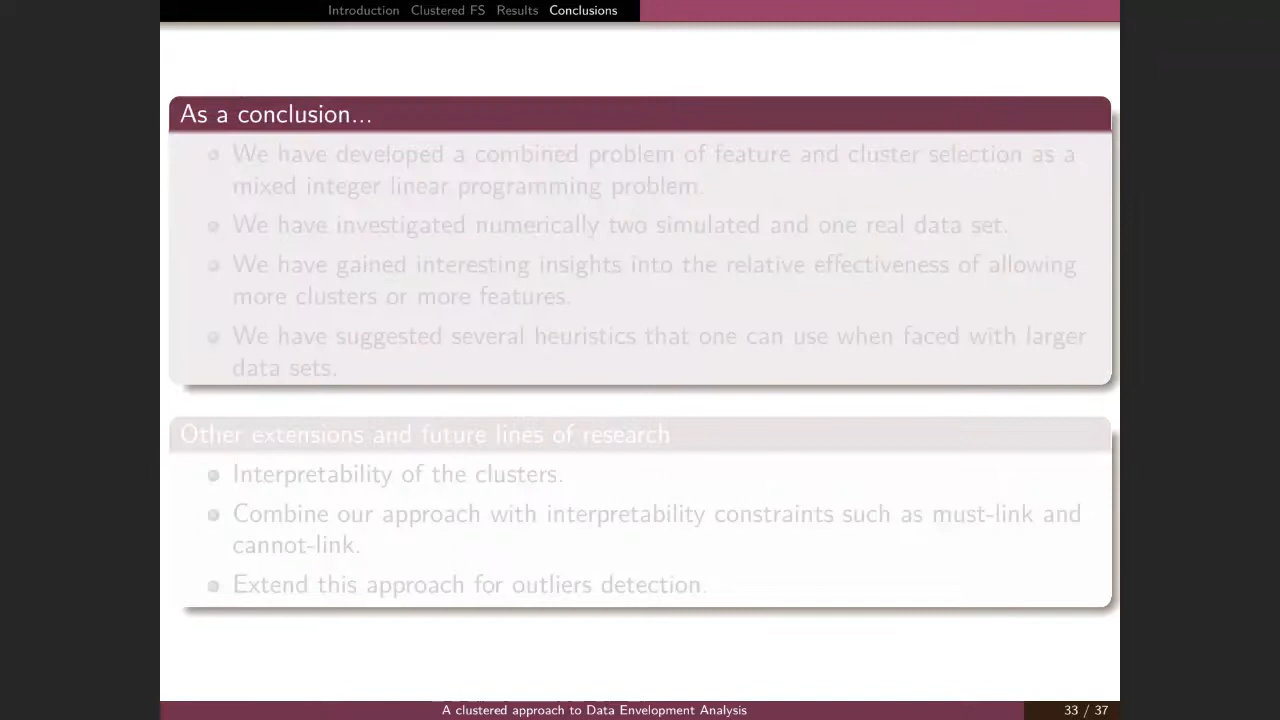 Introduction Clustered FS Results Conclusions
As a conclusion...
We have developed a combined problem of feature and cluster selection as a
mixed integer linear programming problem.
We have investigated numerically two simulated and one real data set.
We have gained interesting insights into the relative effectiveness of allowing
more clusters or more features.
We have suggested several heuristics that one can use when faced with larger
data sets.
Other extensions and future lines of research
Interpretability of the clusters.
Combine our approach with interpretability constraints such as must-link and
cannot-link.
Extend this approach for outliers detection.
A clustered approach to Data Envelopment Analysis 33 / 37